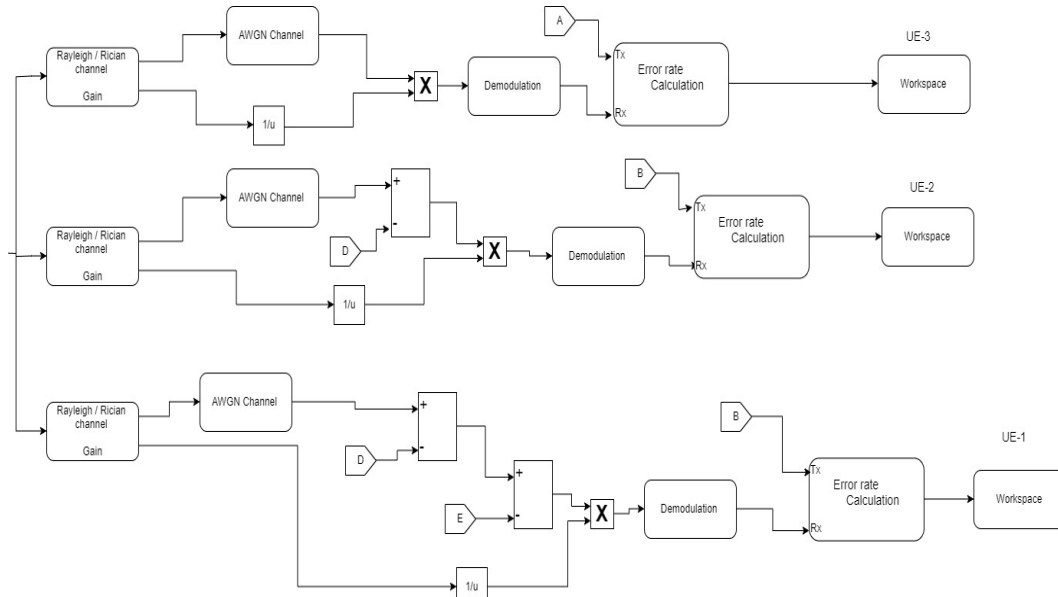 A
UE-3
Rayleigh / Rician
channel
Gain
AWGN Channel
1/u
X
Demodulation
Tx
Rx
Error rate
Calculation
Workspace
B
UE-2
Rayleigh / Rician
channel
Gain
AWGN Channel
+
-
D
1/u
X
Demodulation
Tx
Rx
Error rate
Calculation
Workspace
B
UE-1
Rayleigh / Rician
channel
Gain
AWGN Channel
+
-
D
+
-
E
1/u
X
Demodulation
Tx
Rx
Error rate
Calculation
Workspace